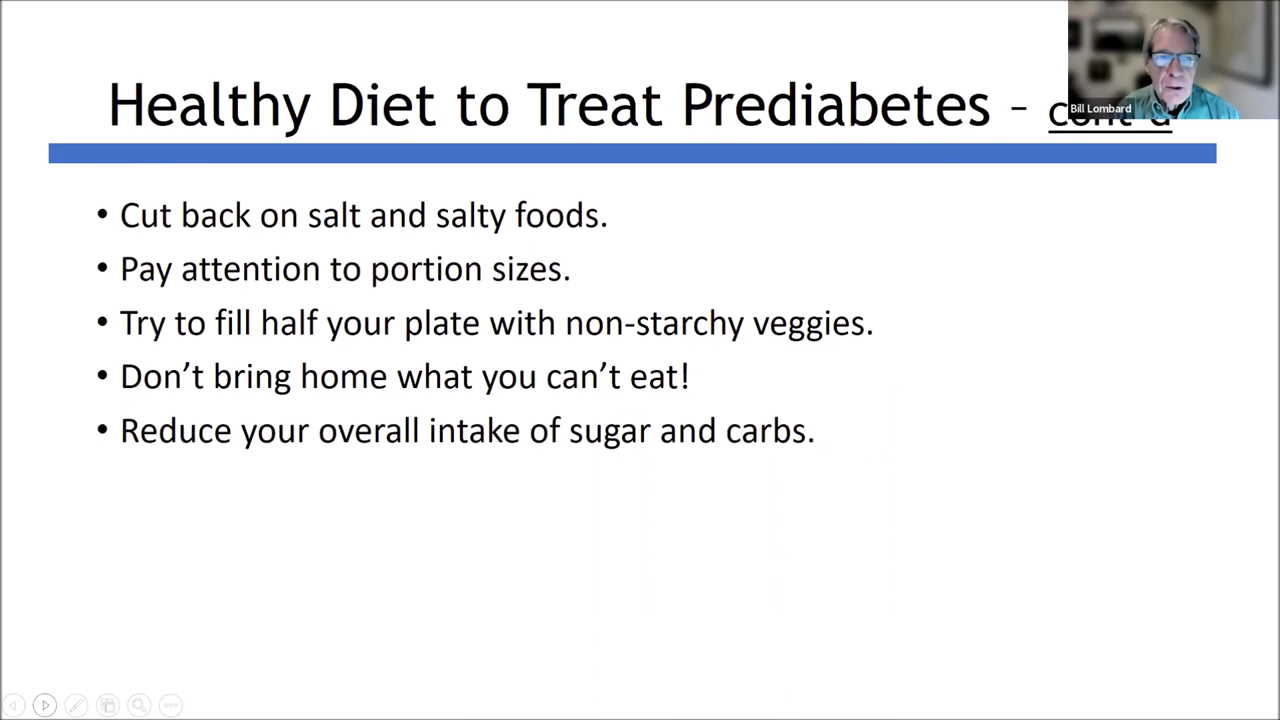 Healthy Diet to Treat Prediabetes – cont'd
Bill Lombard
• Cut back on salt and salty foods.
• Pay attention to portion sizes.
• Try to fill half your plate with non-starchy veggies.
• Don’t bring home what you can’t eat!
• Reduce your overall intake of sugar and carbs.